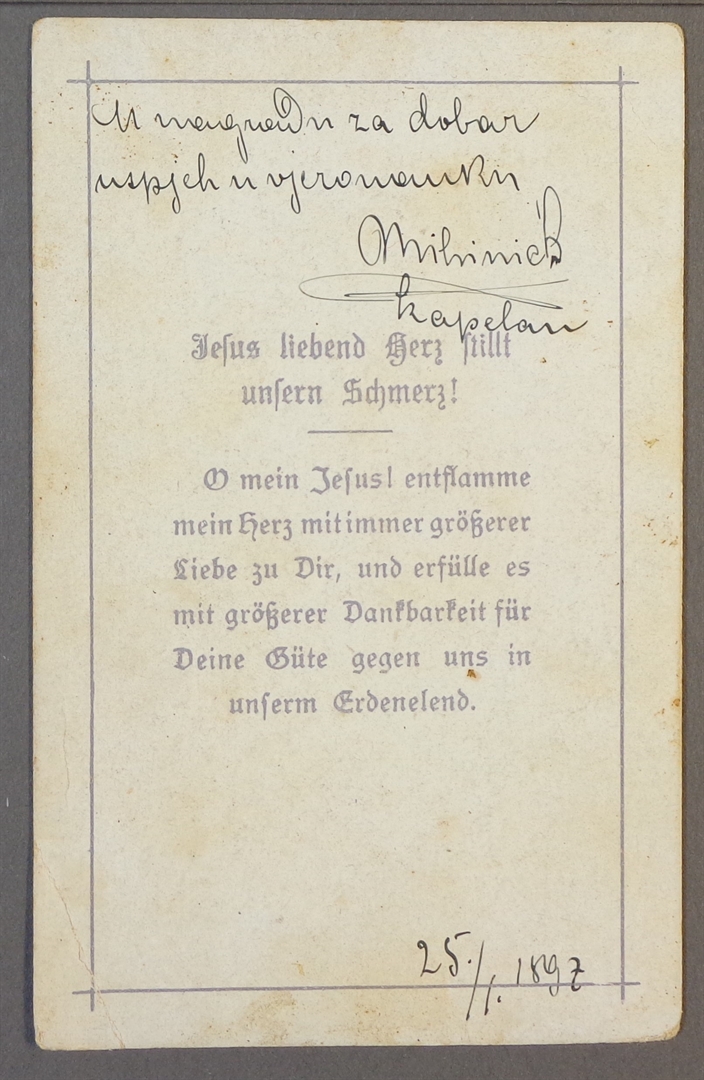 U nagradu za dobar
uspjeh u vjeronauku
kapelan
Jesus liebend Herz stillt
unsern Schmerz!
O mein Jesus! entflamme
mein Herz mit immer größerer
Liebe zu Dir, und erfülle es
mit größerer Dankbarkeit für
Deine Güte gegen uns in
unserm Erdenelend.
25./1. 1897